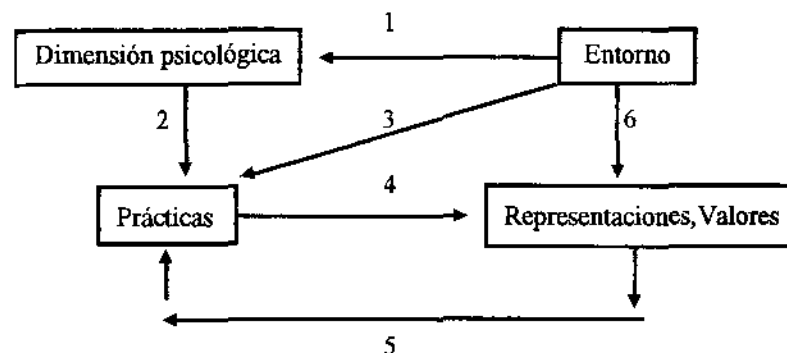 1
Dimensión psicológica
Entorno
2
3
6
4
Prácticas
Representaciones, Valores
5